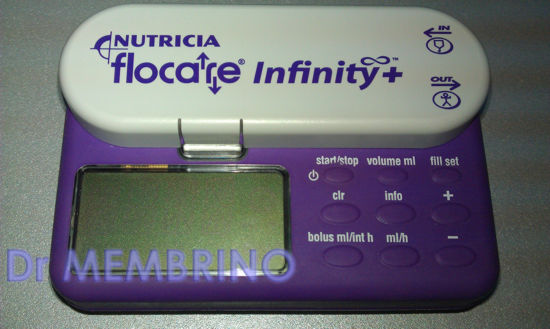 NUTRICIA
flocare® Infinity+™
IN
OUT
start/stop volume ml fill set
clr info +
bolus ml/int h ml/h −
Dr MEMBRINO